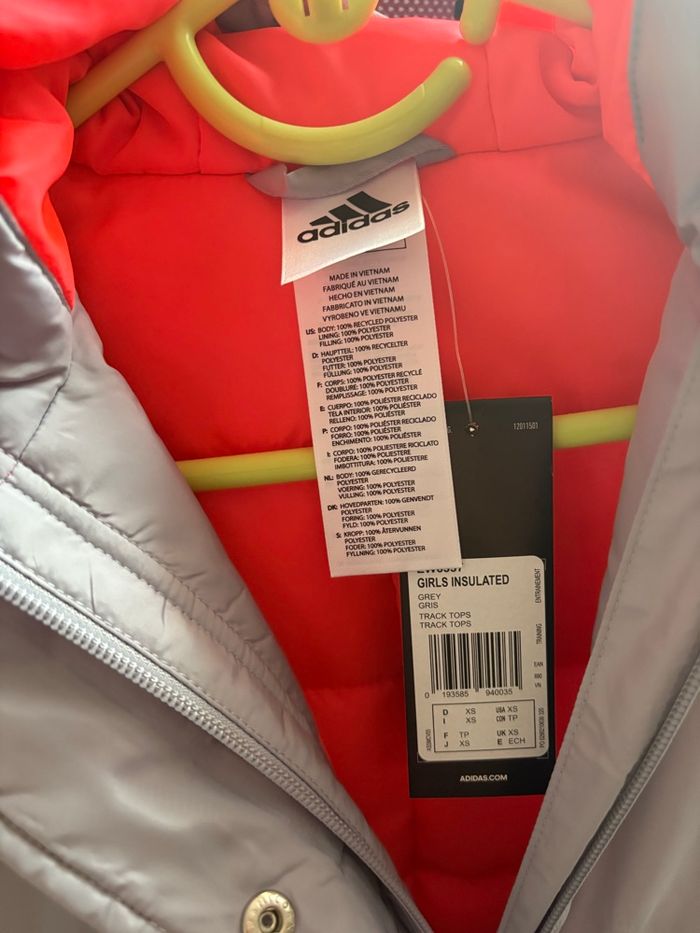 adidas
MADE IN VIETNAM
FABRIQUÉ AU VIETNAM
HECHO EN VIETNAM
FABBRICATO IN VIETNAM
VYROBENO VE VIETNAMU
US: BODY: 100% RECYCLED POLYESTER
LINING: 100% POLYESTER
FILLING: 100% POLYESTER
D: HAUPTTEIL: 100% RECYCELTER
POLYESTER
FUTTER: 100% POLYESTER
FÜLLUNG: 100% POLYESTER
F: CORPS: 100% POLYESTER RECYCLÉ
DOUBLURE: 100% POLYESTER
REMPLISSAGE: 100% POLYESTER
E: CUERPO: 100% POLIÉSTER RECICLADO
TELA INTERIOR: 100% POLIÉSTER
RELLENO: 100% POLIÉSTER
P: CORPO: 100% POLIÉSTER RECICLADO
FORRO: 100% POLIÉSTER
ENCHIMENTO: 100% POLIÉSTER
I: CORPO: 100% POLIESTERE RICICLATO
FODERA: 100% POLIESTERE
IMBOTTITURA: 100% POLIESTERE
NL: BODY: 100% GERECYCLEERD
POLYESTER
VOERING: 100% POLYESTER
VULLING: 100% POLYESTER
DK: HOVEDPARTEN: 100% GENVENDT
POLYESTER
FORING: 100% POLYESTER
FYLD: 100% POLYESTER
S: KROPP: 100% ÅTERVUNNEN
POLYESTER
FODER: 100% POLYESTER
FYLLNING: 100% POLYESTER
12011501
GIRLS INSULATED
GREY
GRIS
TRACK TOPS
TRACK TOPS
ENTRAINEMENT
TRAINING
EAN
VN
0 193585 940035
D XS USA XS
I XS CON TP
F TP UK XS
J XS E ECH
ADIDAS.COM